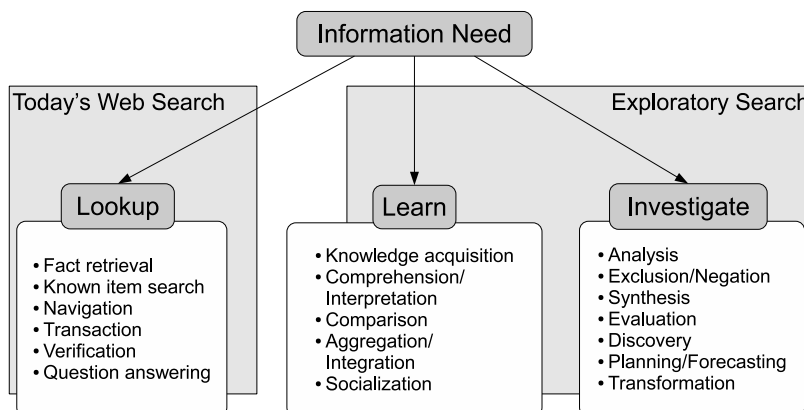 Information Need
Today's Web Search
Exploratory Search
Lookup
• Fact retrieval
• Known item search
• Navigation
• Transaction
• Verification
• Question answering
Learn
• Knowledge acquisition
• Comprehension/
Interpretation
• Comparison
• Aggregation/
Integration
• Socialization
Investigate
• Analysis
• Exclusion/Negation
• Synthesis
• Evaluation
• Discovery
• Planning/Forecasting
• Transformation